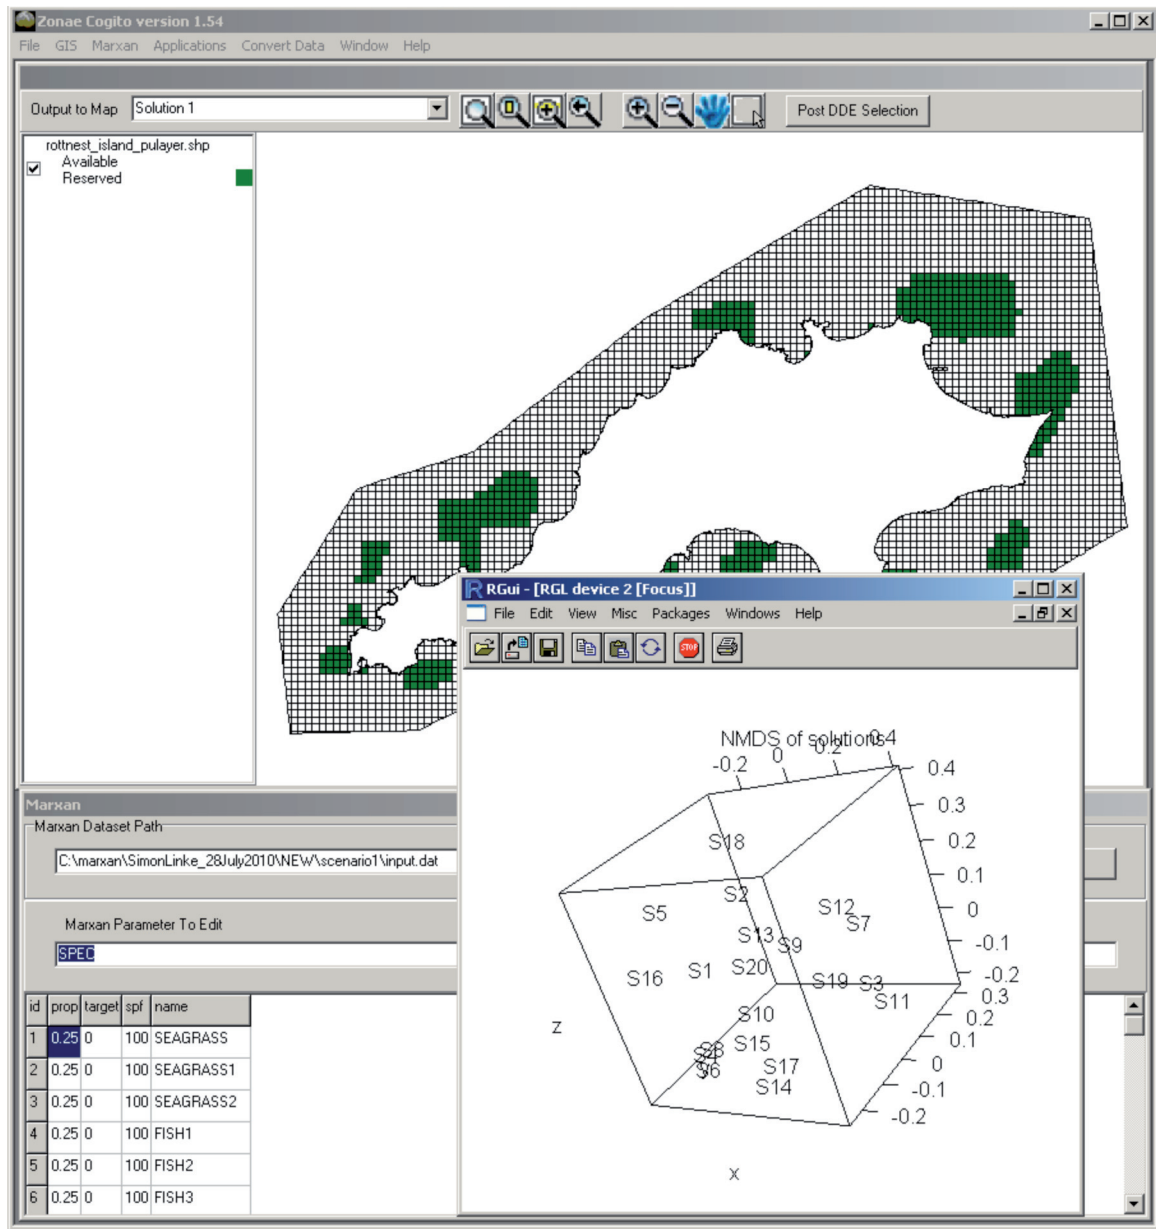 Zonae Cogito version 1.54
File GIS Marxan Applications Convert Data Window Help
Output to Map Solution 1 Post DDE Selection
rottnest_island_pulayer.shp
Available
Reserved
RGui - [RGL device 2 [Focus]]
File Edit View Misc Packages Windows Help
STOP
NMDS of solutions
-0.2 0 0.2 0.4
0.4
0.3
0.2
0.1
0
-0.1
-0.2
0.3
0.2
0.1
0
-0.1
-0.2
S18
S2
S5
S12
S7
S13
S9
S16
S1
S20
S19
S3
S11
S10
S8
S4
S15
S6
S17
S14
z
y
x
Marxan
Marxan Dataset Path
C:\marxan\SimonLinke_28July2010\NEW\scenario1\input.dat
Marxan Parameter To Edit
SPEC
id prop target spf name
1 0.25 0 100 SEAGRASS
2 0.25 0 100 SEAGRASS1
3 0.25 0 100 SEAGRASS2
4 0.25 0 100 FISH1
5 0.25 0 100 FISH2
6 0.25 0 100 FISH3